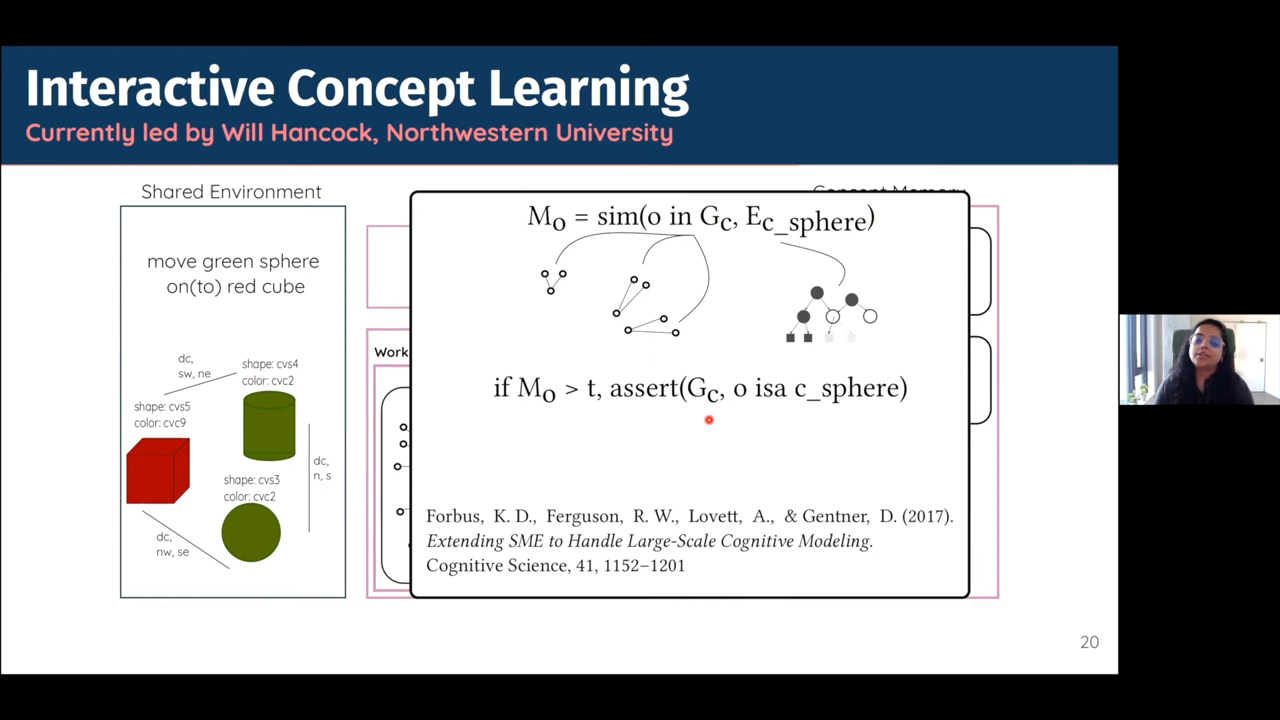 Interactive Concept Learning
Currently led by Will Hancock, Northwestern University
Shared Environment
move green sphere
on(to) red cube
dc,
sw, ne
shape: cvs4
color: cvc2
shape: cvs5
color: cvc9
dc,
n, s
shape: cvs3
color: cvc2
dc,
nw, se
Concept Memory
Work
Mo = sim(o in Gc, Ec_sphere)
if Mo > t, assert(Gc, o isa c_sphere)
Forbus, K. D., Ferguson, R. W., Lovett, A., & Gentner, D. (2017).
Extending SME to Handle Large-Scale Cognitive Modeling.
Cognitive Science, 41, 1152–1201
20